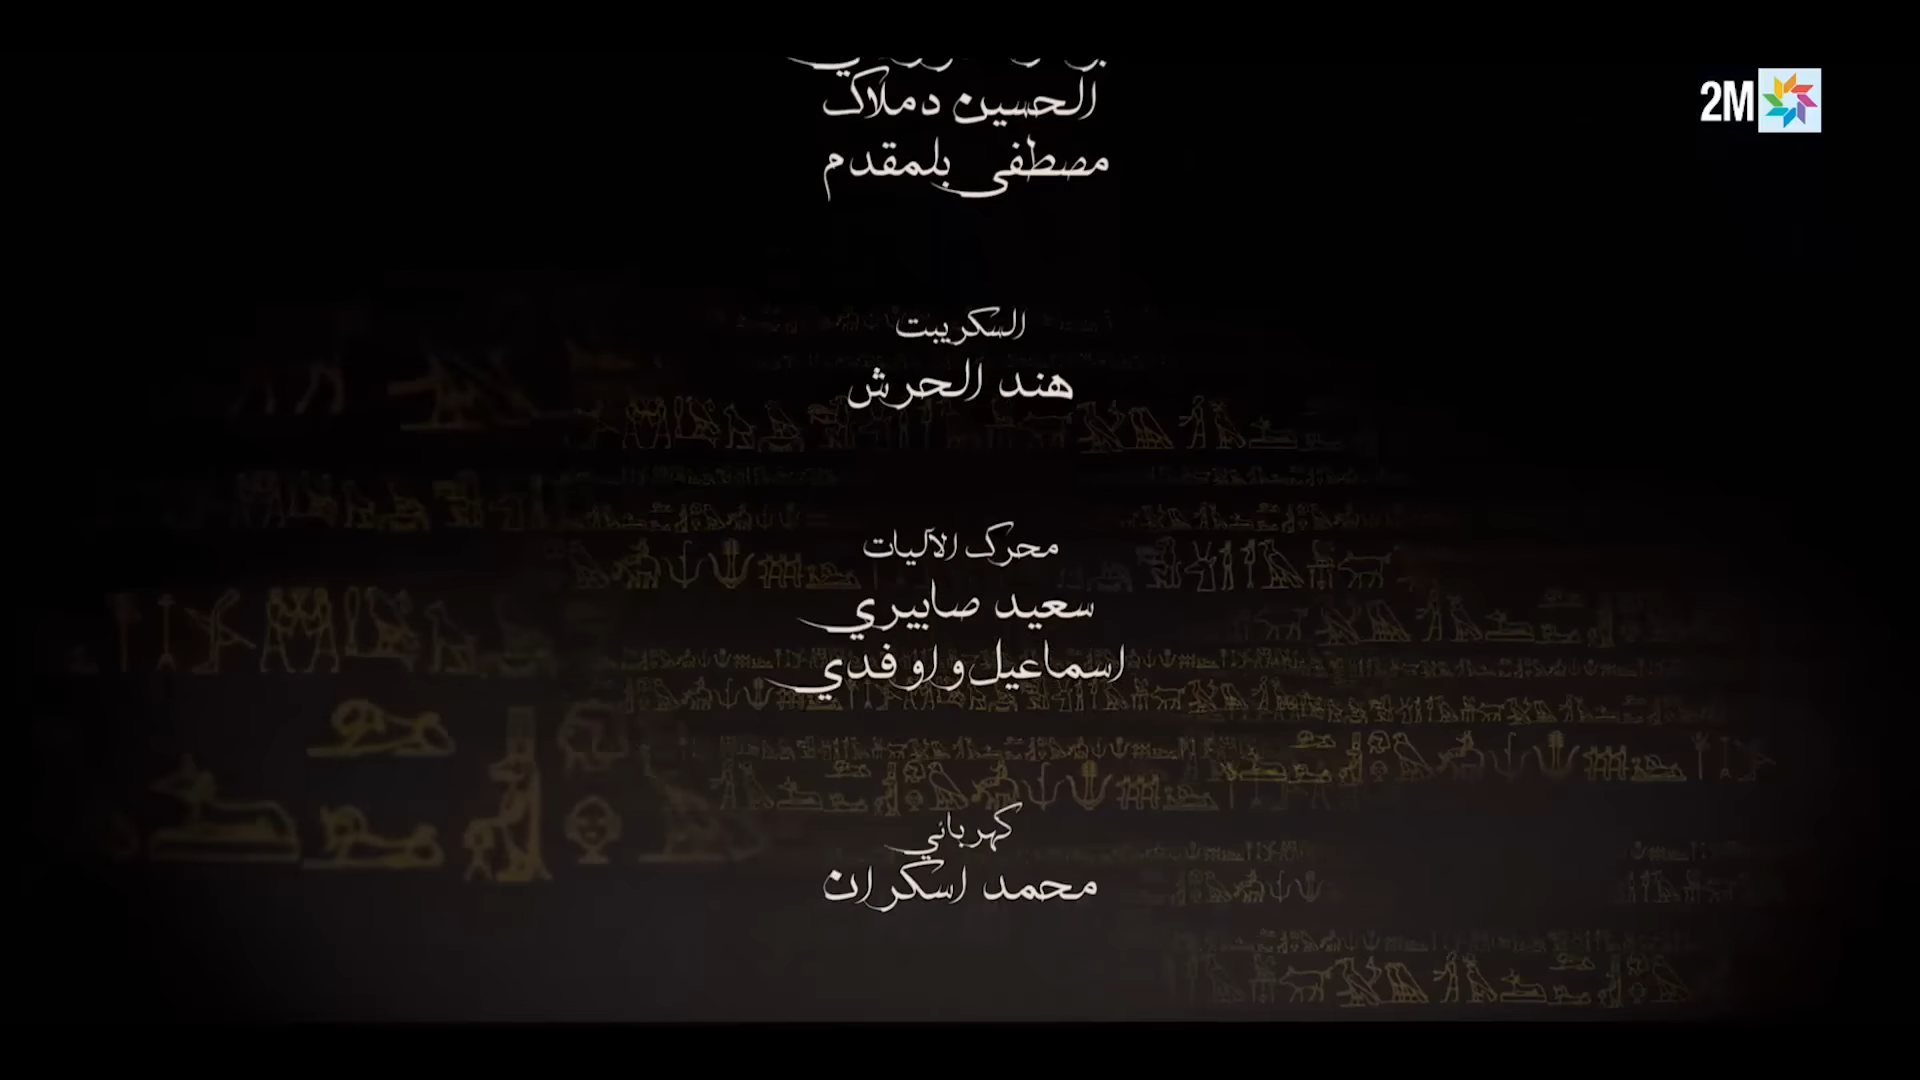 الحسين دملاك
مصطفى بلمقدم
2M
السكريبت
هند الحرش
محرك الآليات
سعيد صابيري
اسماعيل واوفدي
كهربائي
محمد اسكران